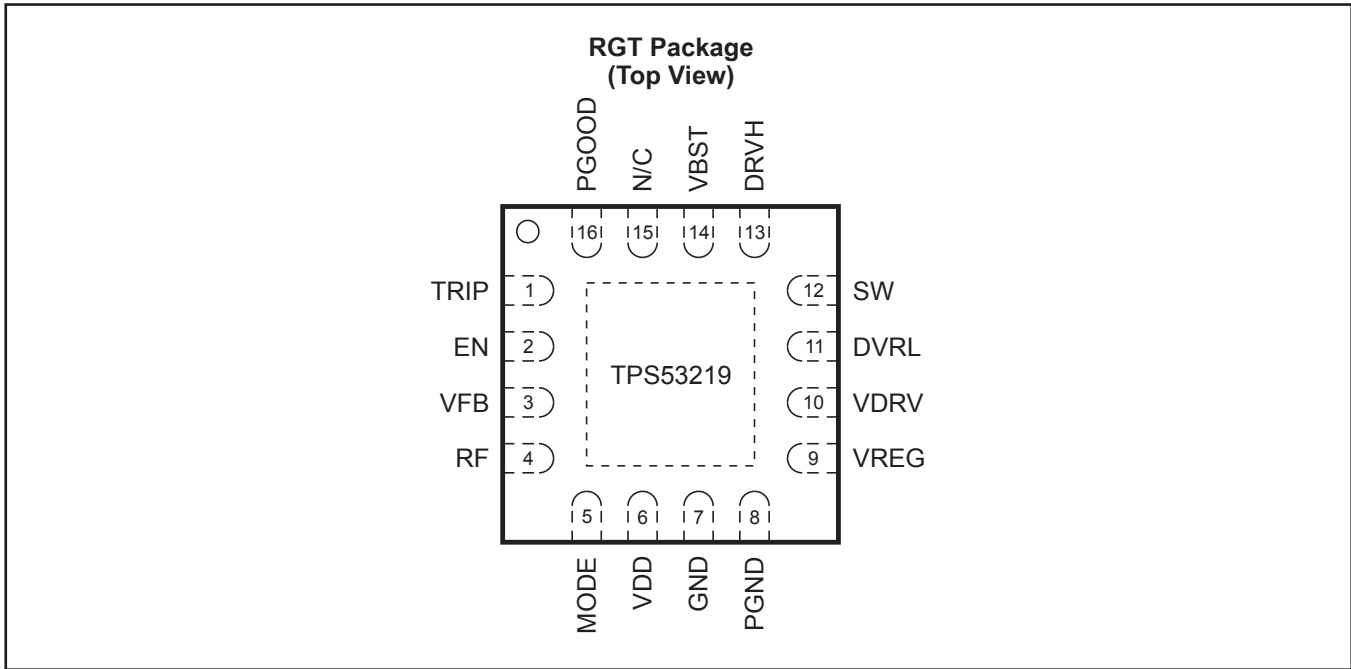 RGT Package
(Top View)
PGOOD
N/C
VBST
DRVH
16
15
14
13
TRIP 1
EN 2
VFB 3
RF 4
TPS53219
12 SW
11 DVRL
10 VDRV
9 VREG
5
6
7
8
MODE
VDD
GND
PGND